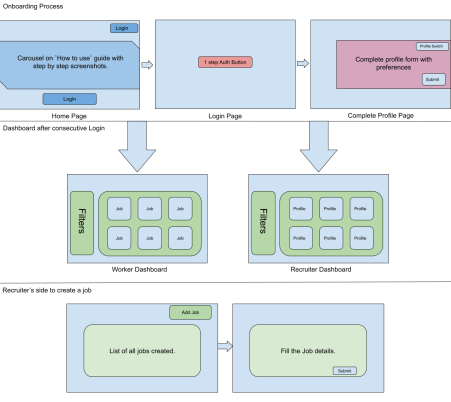 Onboarding Process
Login
Carousel on `How to use` guide with
step by step screenshots.
Login
1 step Auth Button
Profile Switch
Complete profile form with
preferences
Submit
Home Page
Login Page
Complete Profile Page
Dashboard after consecutive Login
Filters
Job
Job
Job
Job
Job
Job
Filters
Profile
Profile
Profile
Profile
Profile
Profile
Worker Dashboard
Recruiter Dashboard
Recruiter's side to create a job
Add Job
List of all jobs created.
Fill the Job details.
Submit